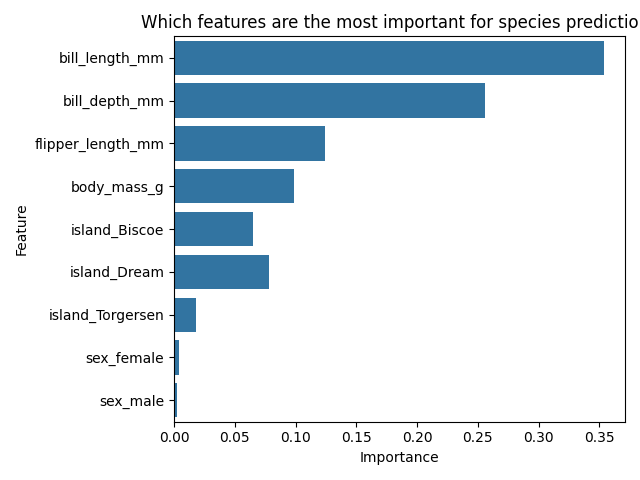 Which features are the most important for species predictio
bill_length_mm
bill_depth_mm
flipper_length_mm
body_mass_g
island_Biscoe
island_Dream
island_Torgersen
sex_female
sex_male
Feature
0.00 0.05 0.10 0.15 0.20 0.25 0.30 0.35
Importance